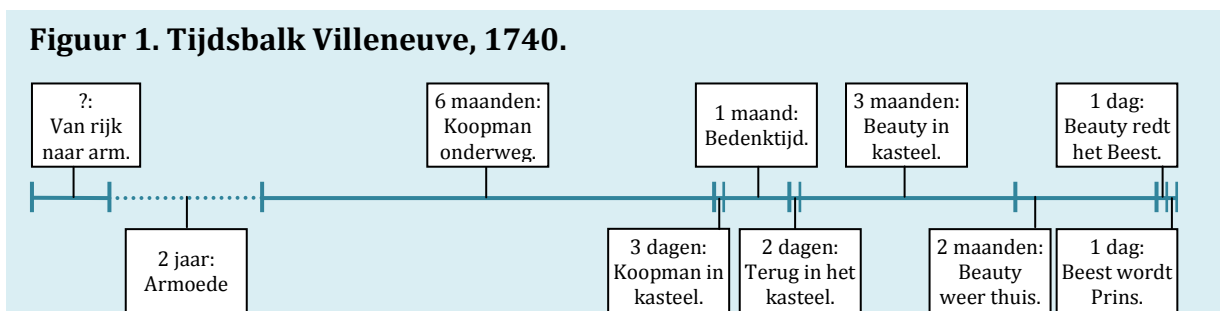 Figuur 1. Tijdsbalk Villeneuve, 1740.
?:
Van rijk
naar arm.
6 maanden:
Koopman
onderweg.
1 maand:
Bedenktijd.
3 maanden:
Beauty in
kasteel.
1 dag:
Beauty redt
het Beest.
2 jaar:
Armoede
3 dagen:
Koopman in
kasteel.
2 dagen:
Terug in het
kasteel.
2 maanden:
Beauty
weer thuis.
1 dag:
Beest wordt
Prins.